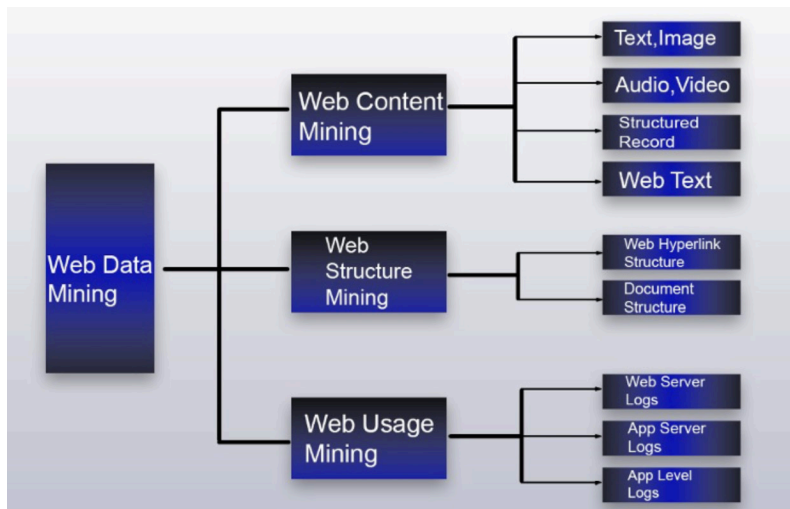 Web Data
Mining
Web Content
Mining
Text,Image
Audio,Video
Structured
Record
Web Text
Web
Structure
Mining
Web Hyperlink
Structure
Document
Structure
Web Usage
Mining
Web Server
Logs
App Server
Logs
App Level
Logs